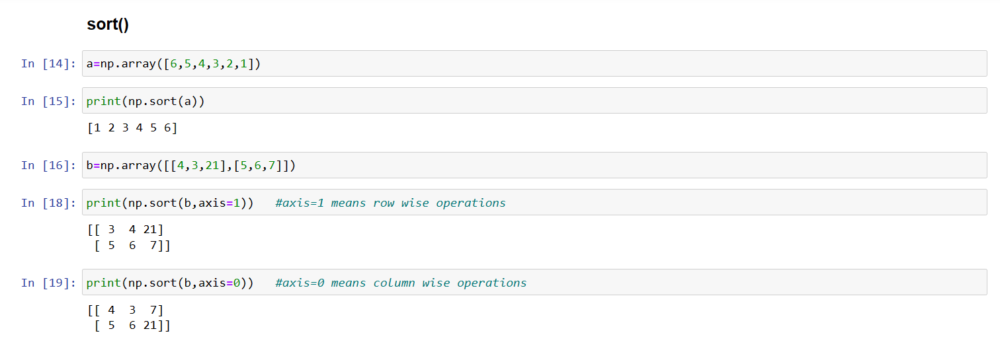 sort()
In [14]: a=np.array([6,5,4,3,2,1])
In [15]: print(np.sort(a))
[1 2 3 4 5 6]
In [16]: b=np.array([[4,3,21],[5,6,7]])
In [18]: print(np.sort(b,axis=1))   #axis=1 means row wise operations
[[ 3  4 21]
 [ 5  6  7]]
In [19]: print(np.sort(b,axis=0))   #axis=0 means column wise operations
[[ 4  3  7]
 [ 5  6 21]]